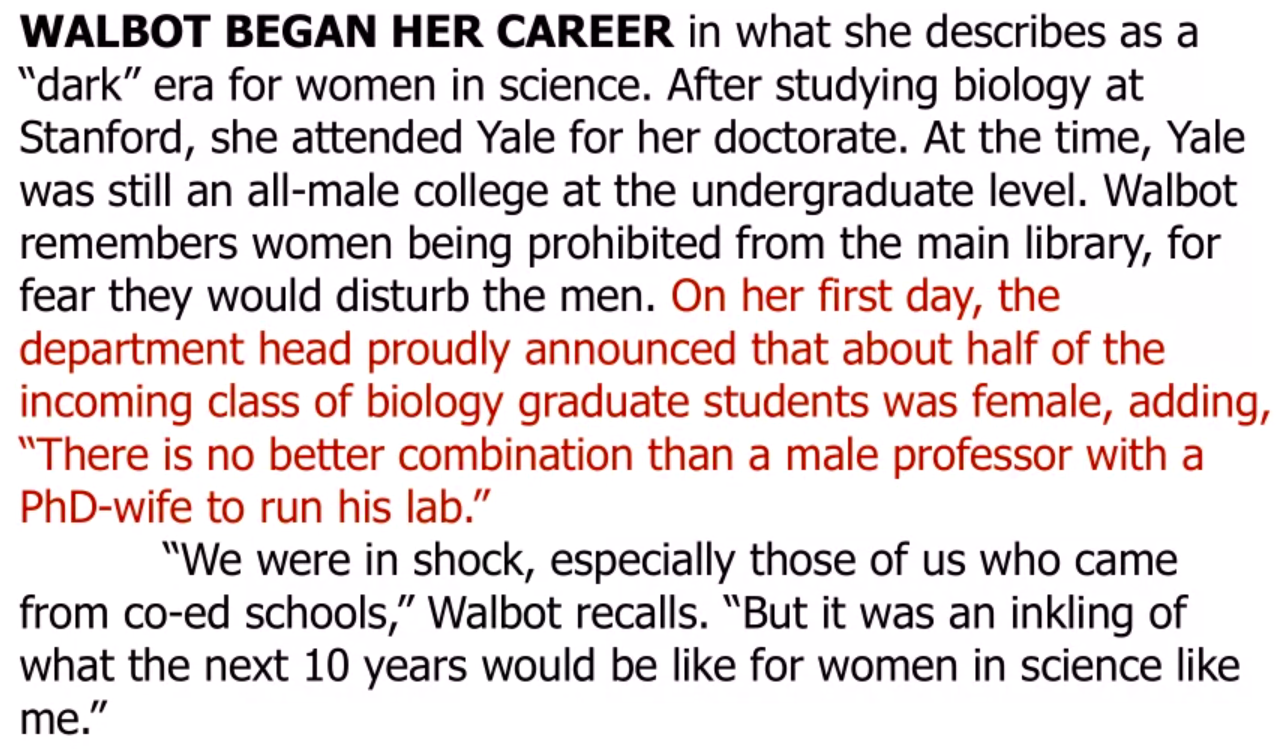 WALBOT BEGAN HER CAREER in what she describes as a
“dark” era for women in science. After studying biology at
Stanford, she attended Yale for her doctorate. At the time, Yale
was still an all-male college at the undergraduate level. Walbot
remembers women being prohibited from the main library, for
fear they would disturb the men. On her first day, the
department head proudly announced that about half of the
incoming class of biology graduate students was female, adding,
“There is no better combination than a male professor with a
PhD-wife to run his lab.”
“We were in shock, especially those of us who came
from co-ed schools,” Walbot recalls. “But it was an inkling of
what the next 10 years would be like for women in science like
me.”